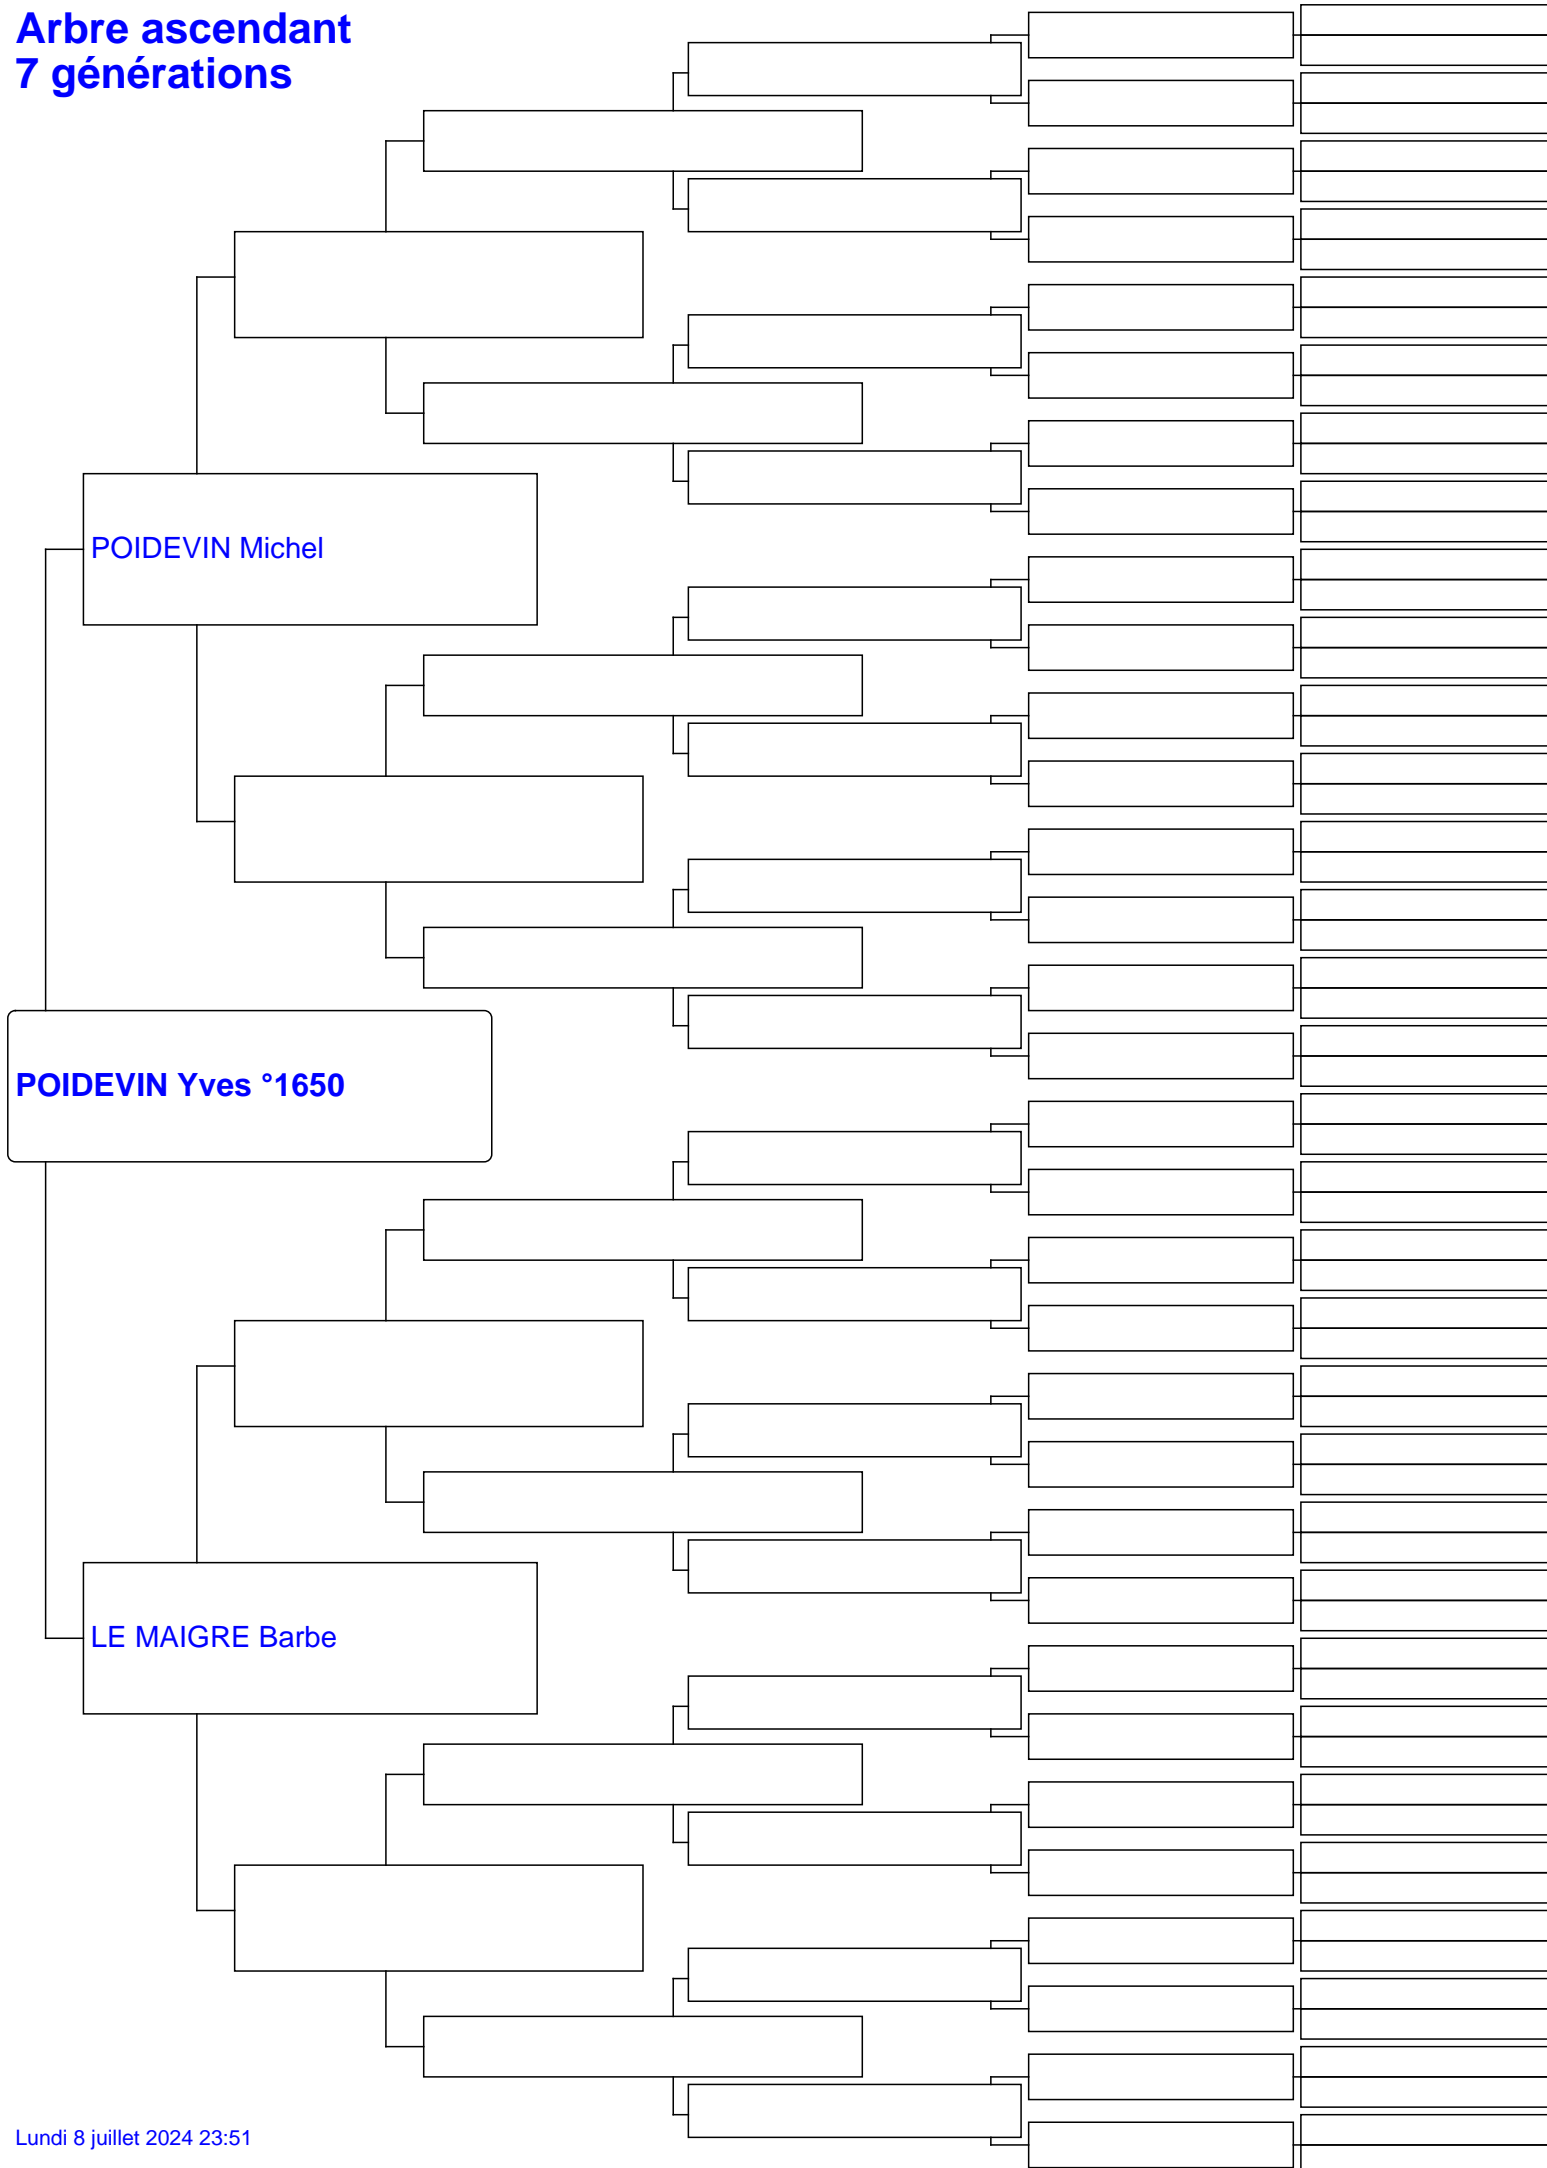 Arbre ascendant
7 générations
POIDEVIN Michel
POIDEVIN Yves °1650
LE MAIGRE Barbe
Lundi 8 juillet 2024 23:51